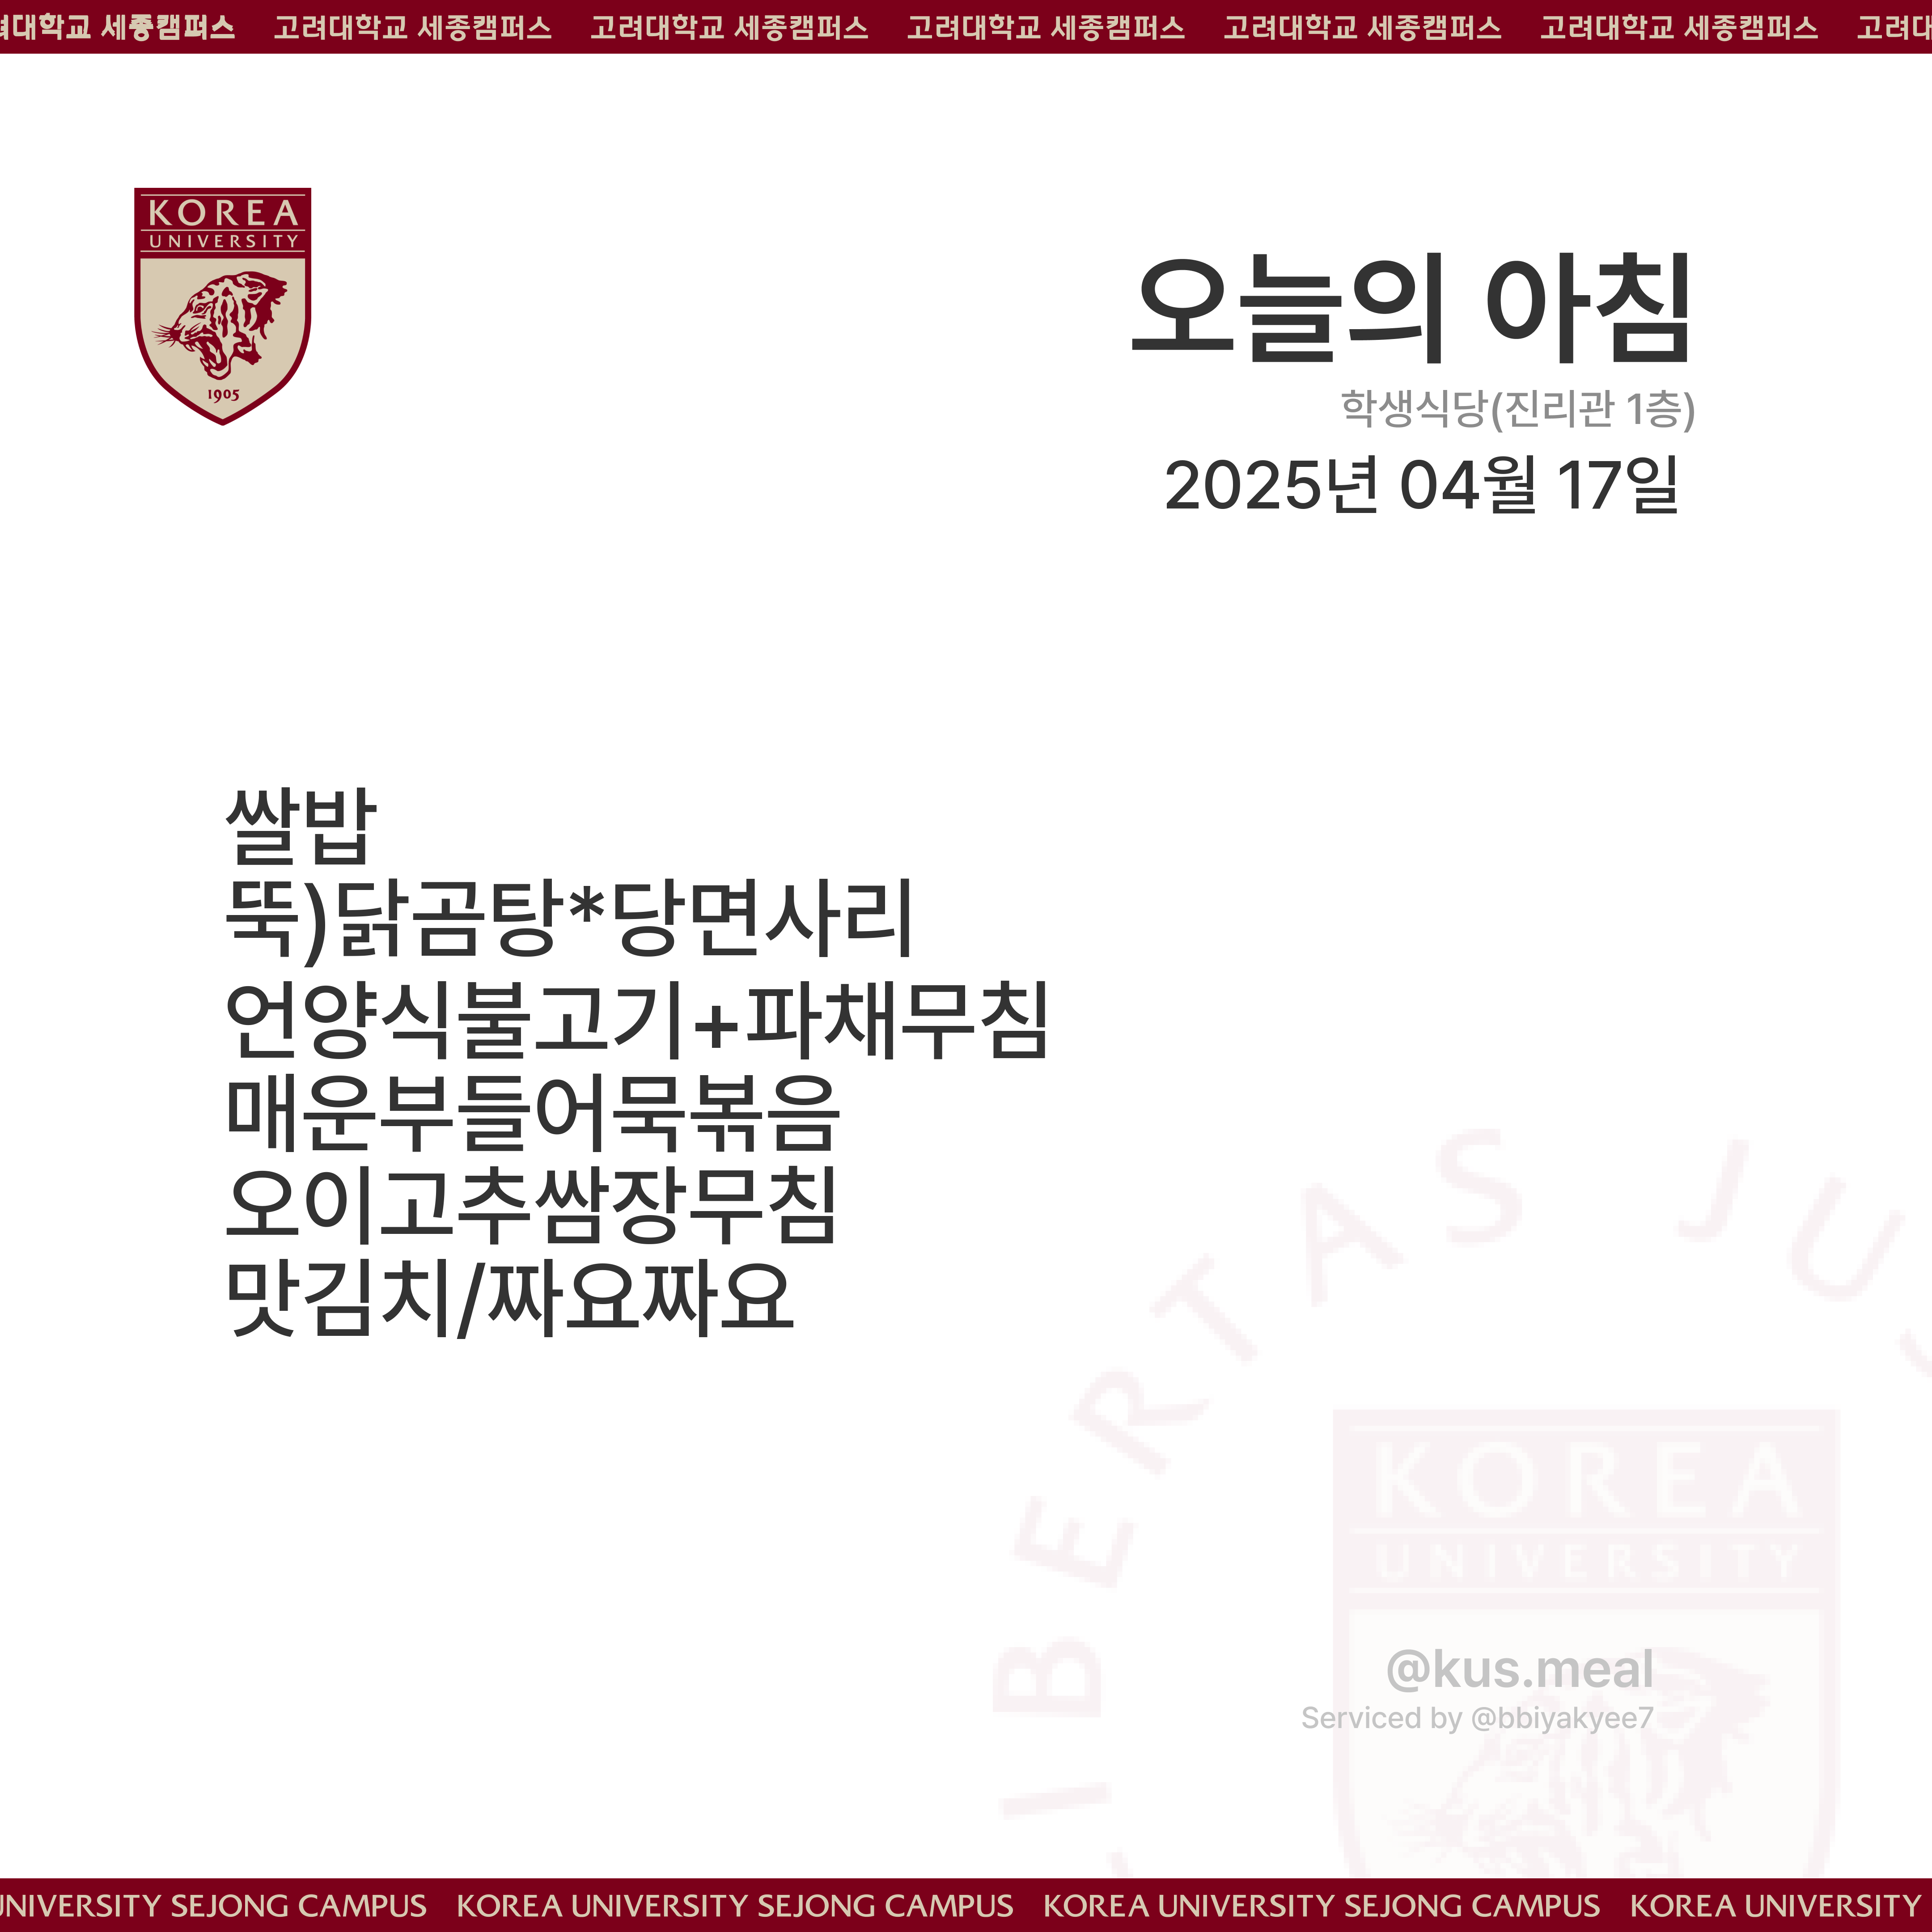 려대학교 세종캠퍼스 고려대학교 세종캠퍼스 고려대학교 세종캠퍼스 고려대학교 세종캠퍼스 고려대학교 세종캠퍼스 고려대학교 세종캠퍼스 고려대
KOREA
UNIVERSITY
1905
오늘의 아침
학생식당(진리관 1층)
2025년 04월 17일
쌀밥
뚝)닭곰탕*당면사리
언양식불고기+파채무침
매운부들어묵볶음
오이고추쌈장무침
맛김치/짜요짜요
IBERTAS JU
KOREA
UNIVERSITY
@kus.meal
Serviced by @bbiyakyee7
UNIVERSITY SEJONG CAMPUS KOREA UNIVERSITY SEJONG CAMPUS KOREA UNIVERSITY SEJONG CAMPUS KOREA UNIVERSITY